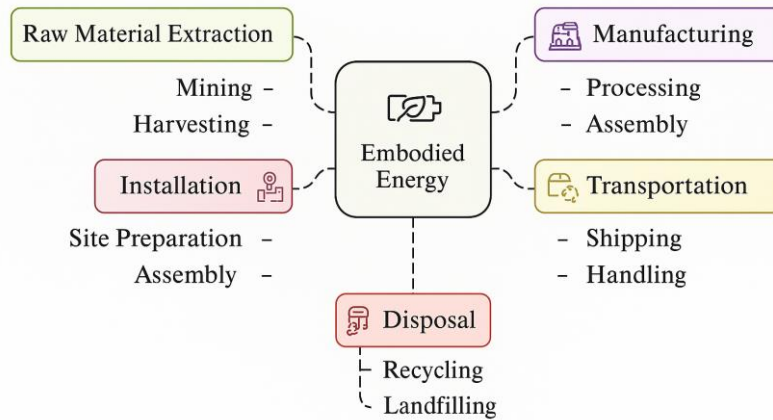 Raw Material Extraction
Mining -
Harvesting -
Installation
Site Preparation -
Assembly -
Embodied
Energy
Manufacturing
- Processing
- Assembly
Transportation
- Shipping
- Handling
Disposal
Recycling
Landfilling